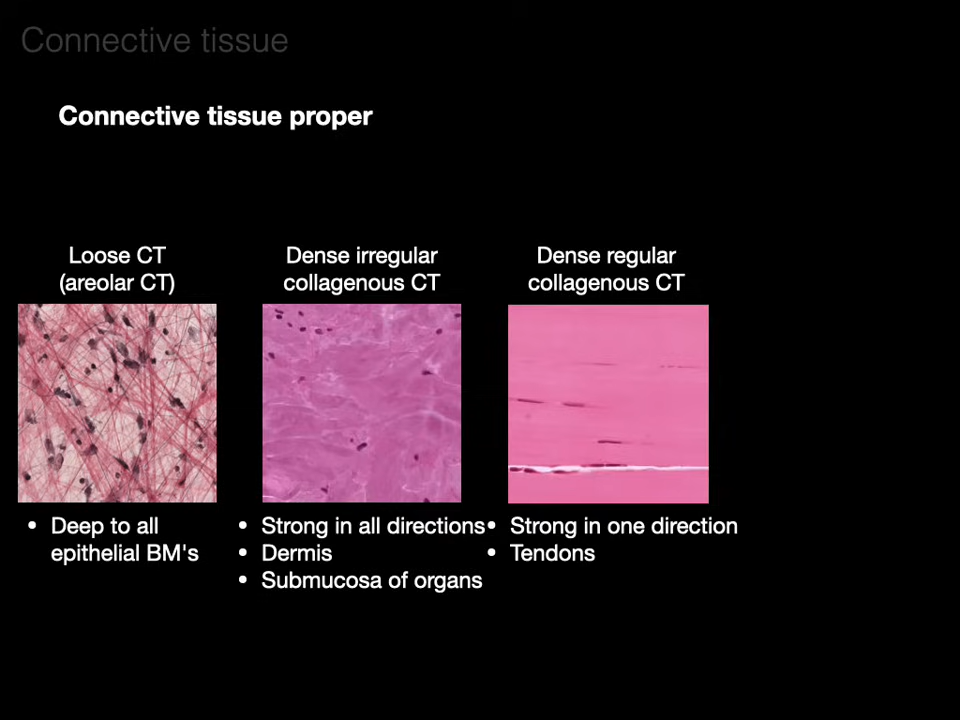 Connective tissue
Connective tissue proper
Loose CT
(areolar CT)
Dense irregular
collagenous CT
Dense regular
collagenous CT
• Deep to all
epithelial BM's
• Strong in all directions
• Dermis
• Submucosa of organs
• Strong in one direction
• Tendons